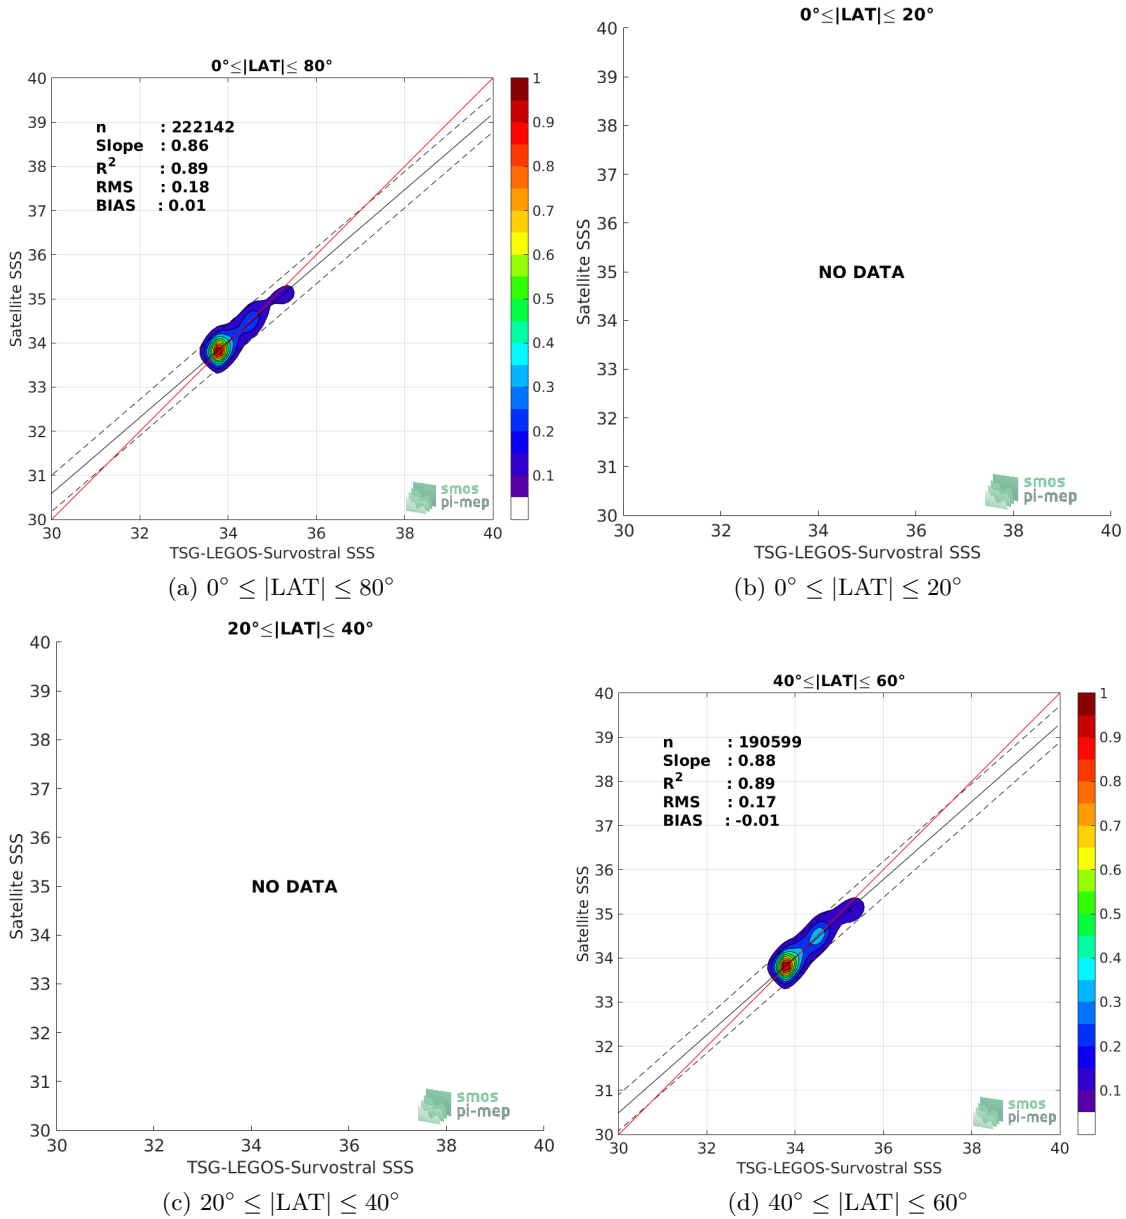 0°≤|LAT|≤ 80°
n : 222142
Slope : 0.86
R² : 0.89
RMS : 0.18
BIAS : 0.01
40
39
38
37
36
35
34
33
32
31
30
30 32 34 36 38 40
Satellite SSS
TSG-LEGOS-Survostral SSS
1
0.9
0.8
0.7
0.6
0.5
0.4
0.3
0.2
0.1
smos
pi-mep
(a) 0° ≤ |LAT| ≤ 80°
0°≤|LAT|≤ 20°
40
39
38
37
36
35
34
33
32
31
30
30 32 34 36 38 40
Satellite SSS
NO DATA
TSG-LEGOS-Survostral SSS
smos
pi-mep
(b) 0° ≤ |LAT| ≤ 20°
20°≤|LAT|≤ 40°
40
39
38
37
36
35
34
33
32
31
30
30 32 34 36 38 40
Satellite SSS
NO DATA
TSG-LEGOS-Survostral SSS
smos
pi-mep
(c) 20° ≤ |LAT| ≤ 40°
40°≤|LAT|≤ 60°
n : 190599
Slope : 0.88
R² : 0.89
RMS : 0.17
BIAS : -0.01
40
39
38
37
36
35
34
33
32
31
30
30 32 34 36 38 40
Satellite SSS
TSG-LEGOS-Survostral SSS
1
0.9
0.8
0.7
0.6
0.5
0.4
0.3
0.2
0.1
smos
pi-mep
(d) 40° ≤ |LAT| ≤ 60°